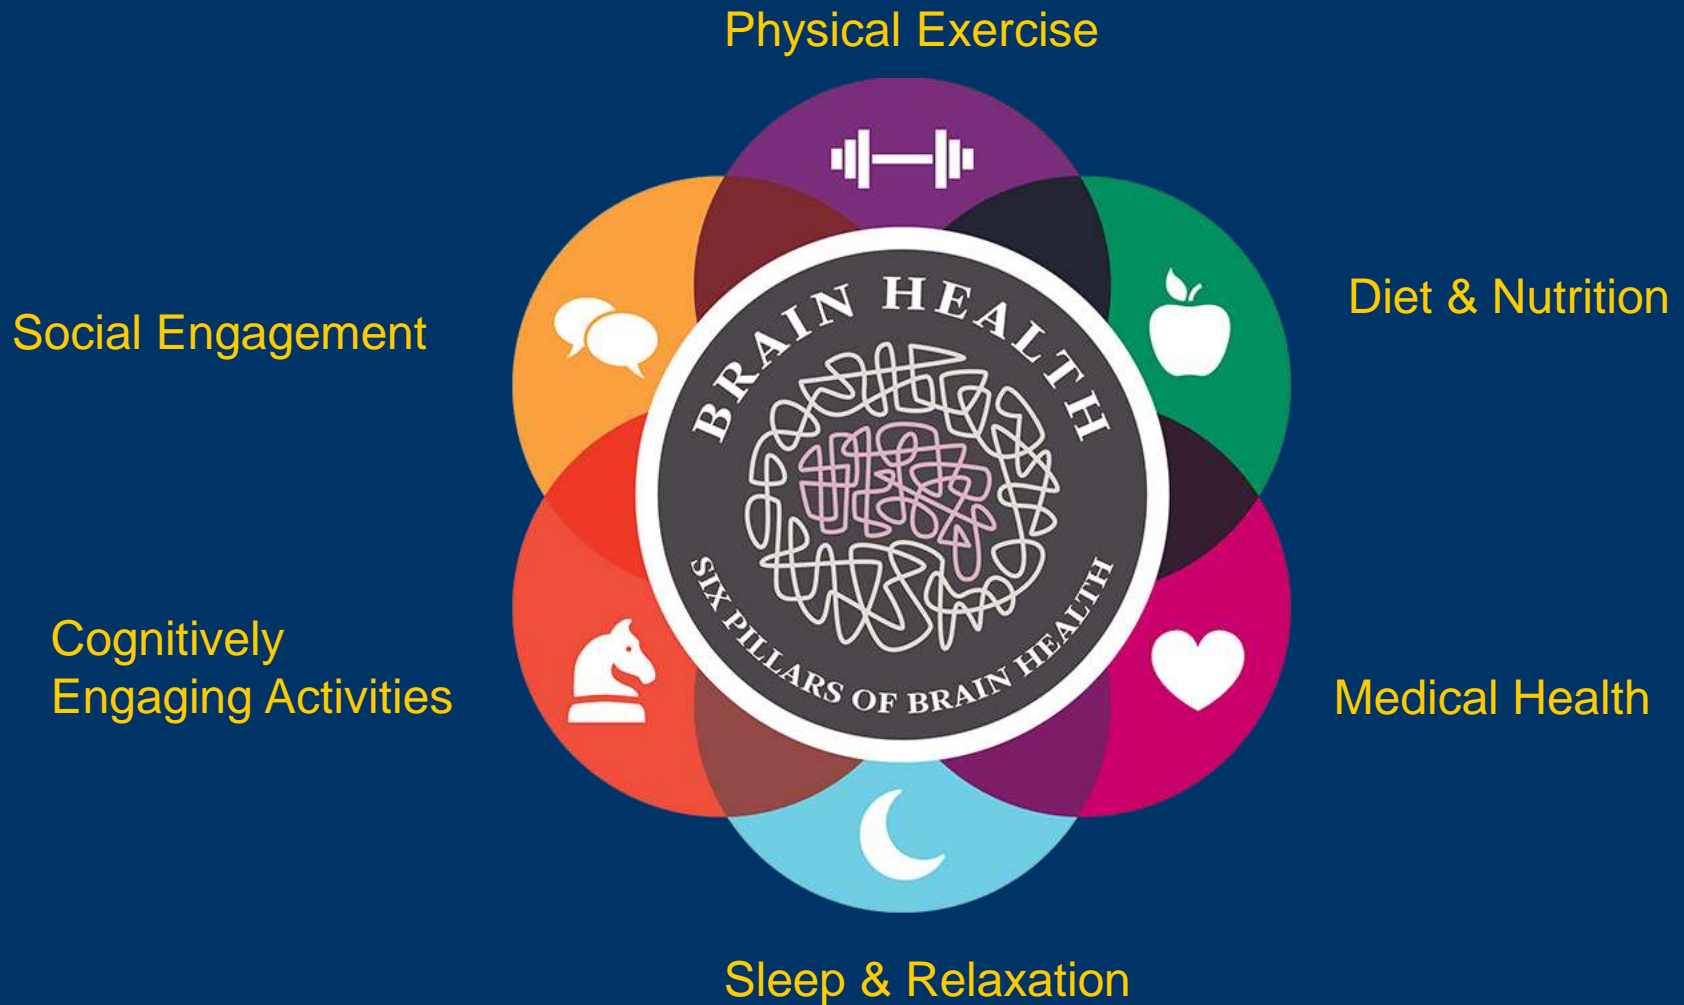 Physical Exercise
Diet & Nutrition
Social Engagement
BRAIN HEALTH
SIX PILLARS OF BRAIN HEALTH
Cognitively
Engaging Activities
Medical Health
Sleep & Relaxation